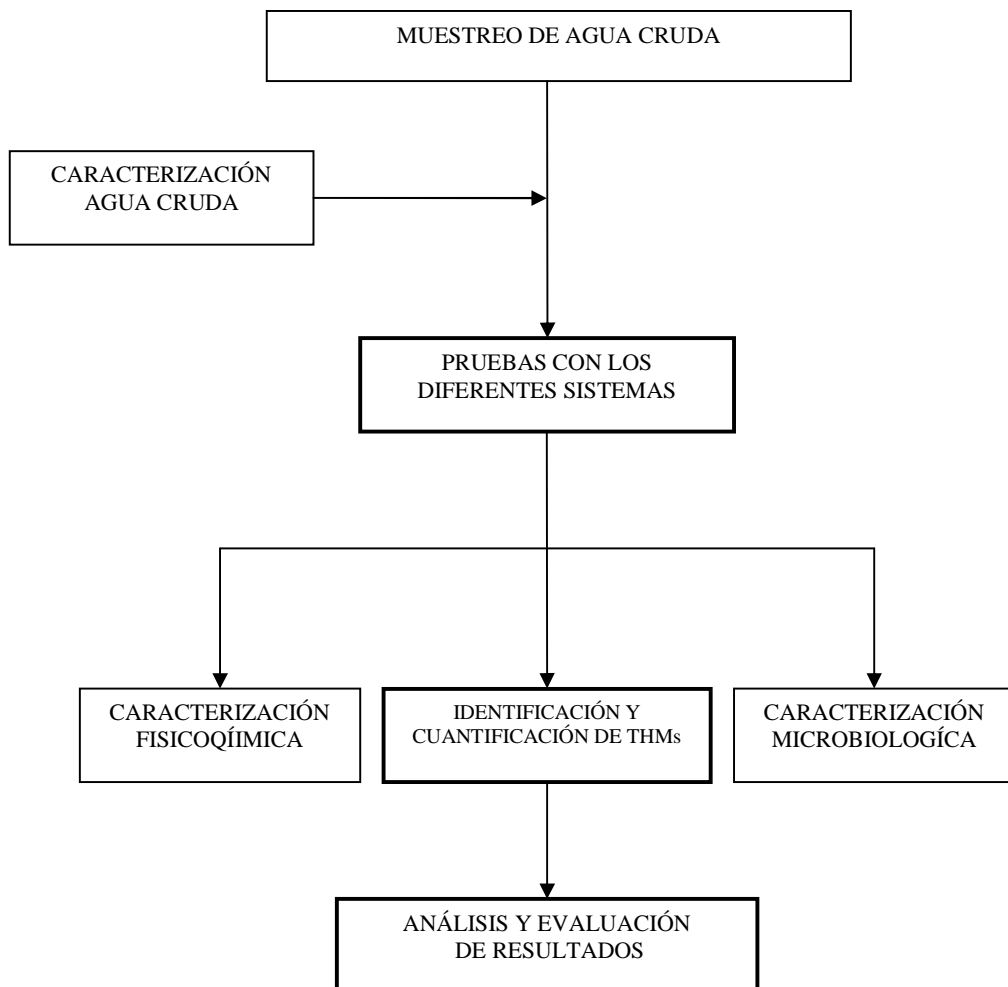 MUESTREO DE AGUA CRUDA
CARACTERIZACIÓN
AGUA CRUDA
PRUEBAS CON LOS
DIFERENTES SISTEMAS
CARACTERIZACIÓN
FISICOQÍIMICA
IDENTIFICACIÓN Y
CUANTIFICACIÓN DE THMs
CARACTERIZACIÓN
MICROBIOLOGÍCA
ANÁLISIS Y EVALUACIÓN
DE RESULTADOS